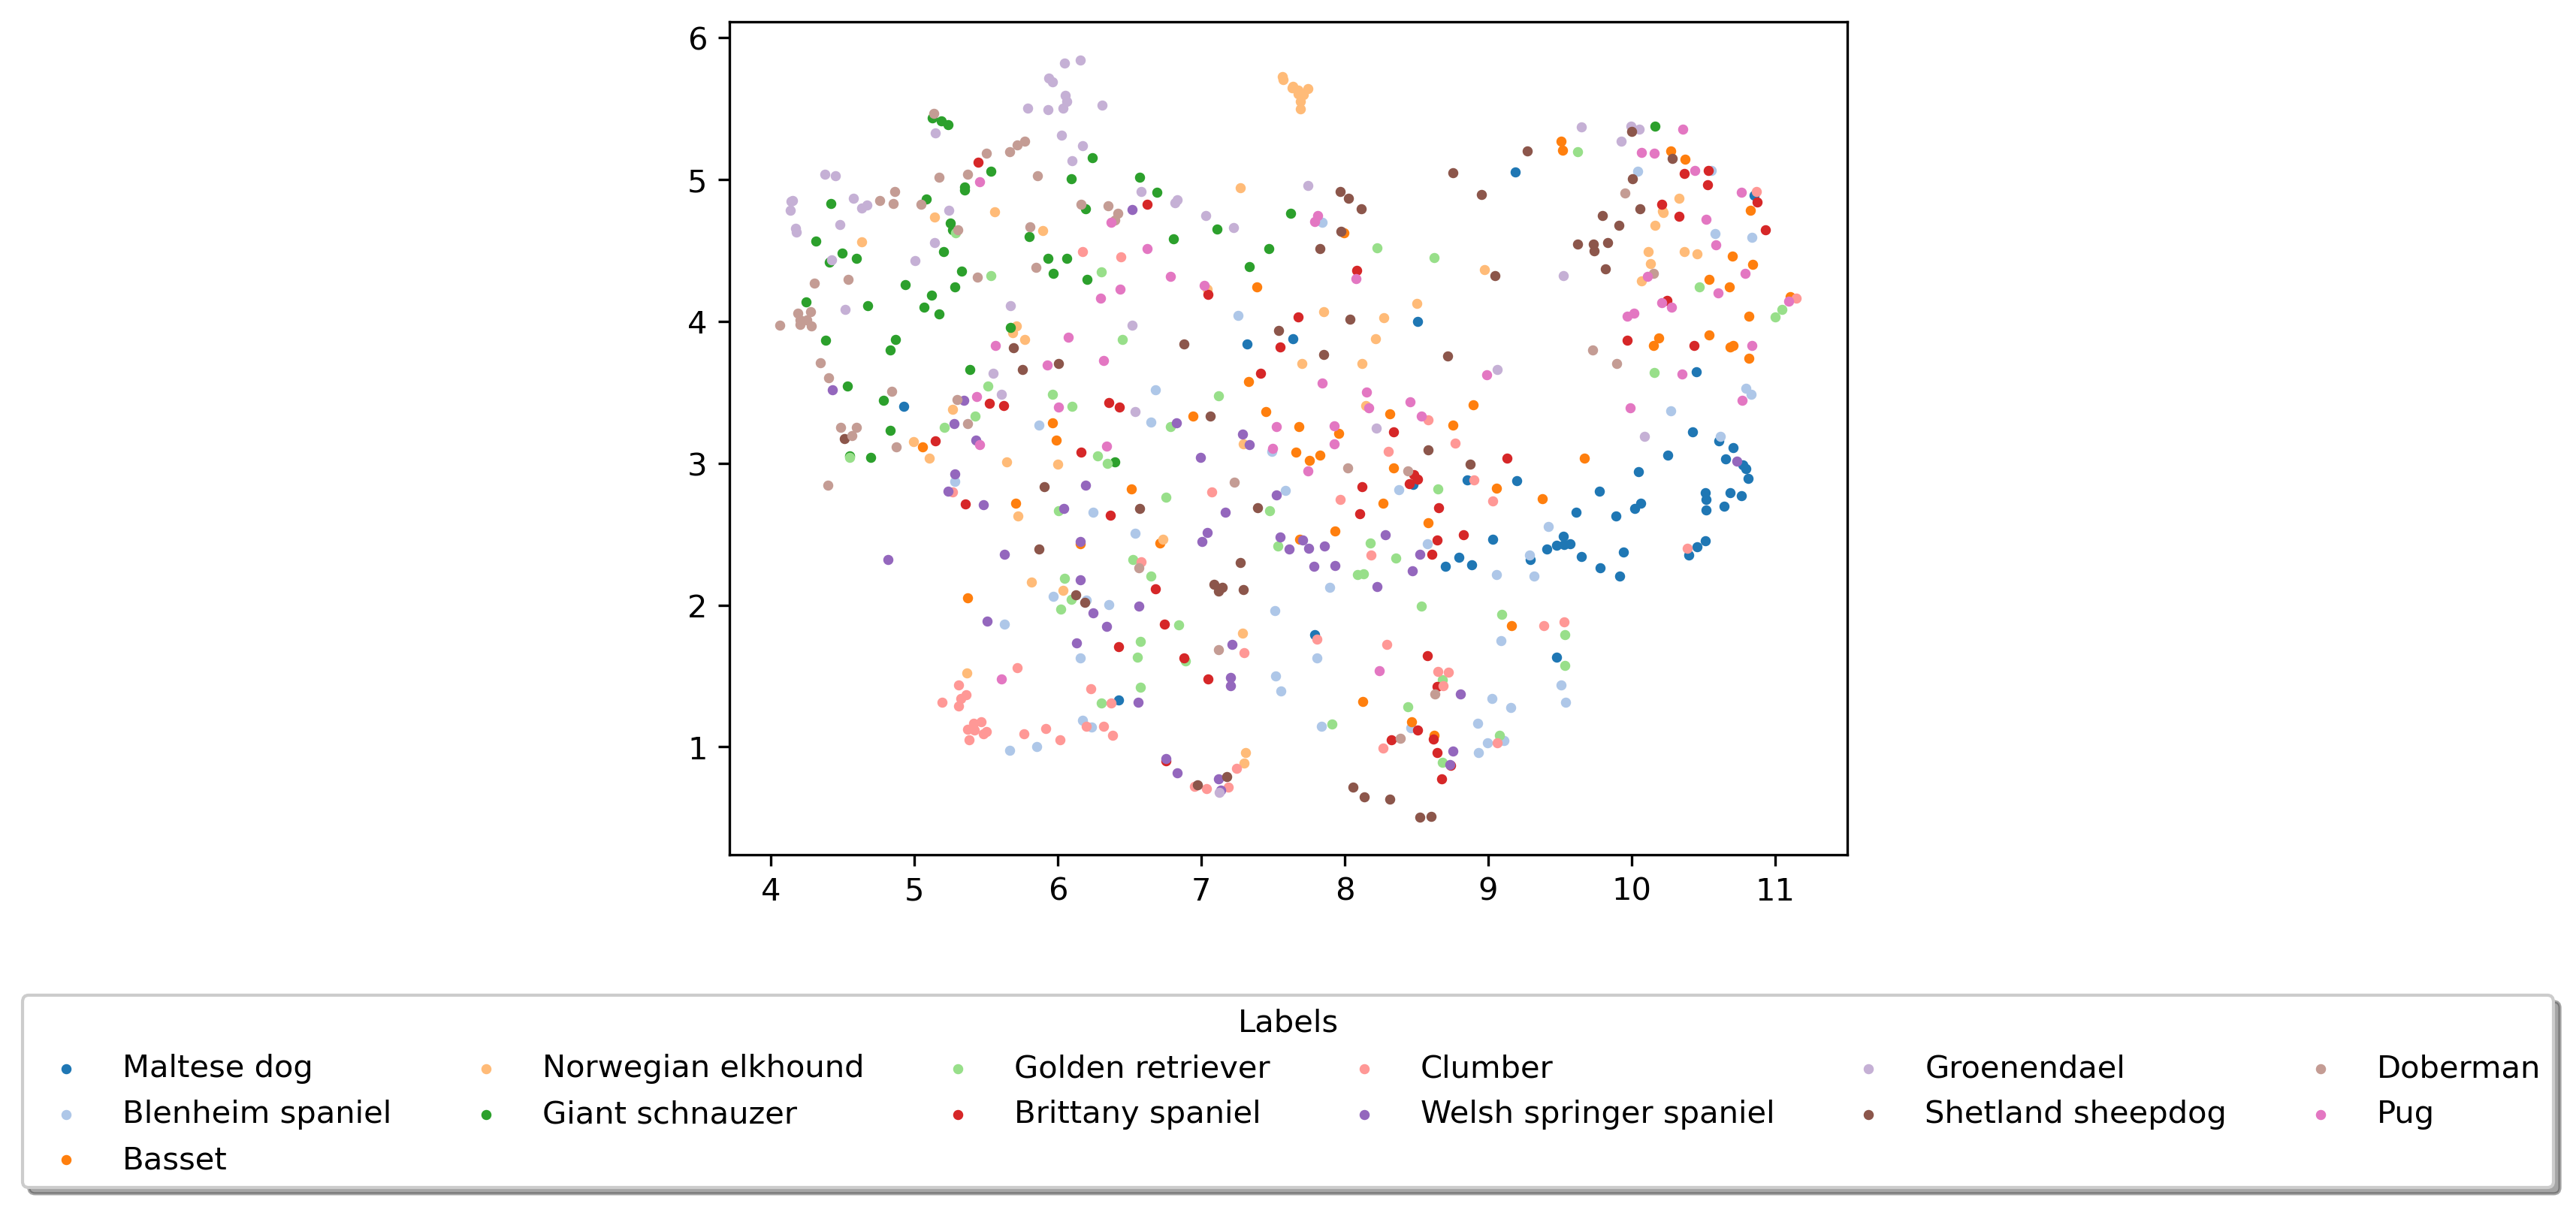 6
5
4
3
2
1
4 5 6 7 8 9 10 11
Labels
Maltese dog Norwegian elkhound Golden retriever Clumber Groenendael Doberman
Blenheim spaniel Giant schnauzer Brittany spaniel Welsh springer spaniel Shetland sheepdog Pug
Basset